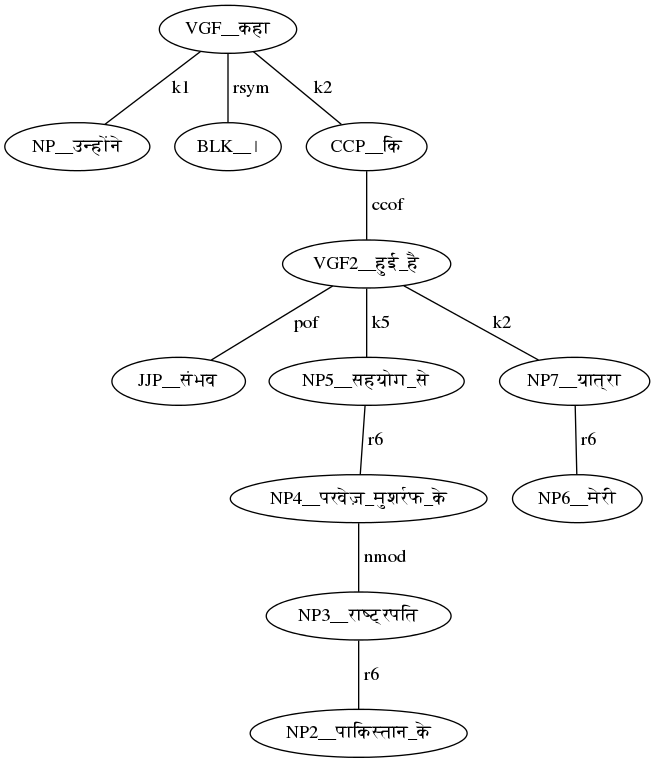 VGF__कहा
k1 rsym k2
NP__उन्होंने BLK__। CCP__कि
ccof
VGF2__हुई_है
pof k5 k2
JJP__संभव NP5__सहयोग_से NP7__यात्रा
r6 r6
NP4__परवेज़_मुशर्रफ_के NP6__मेरी
nmod
NP3__राष्ट्रपति
r6
NP2__पाकिस्तान_के